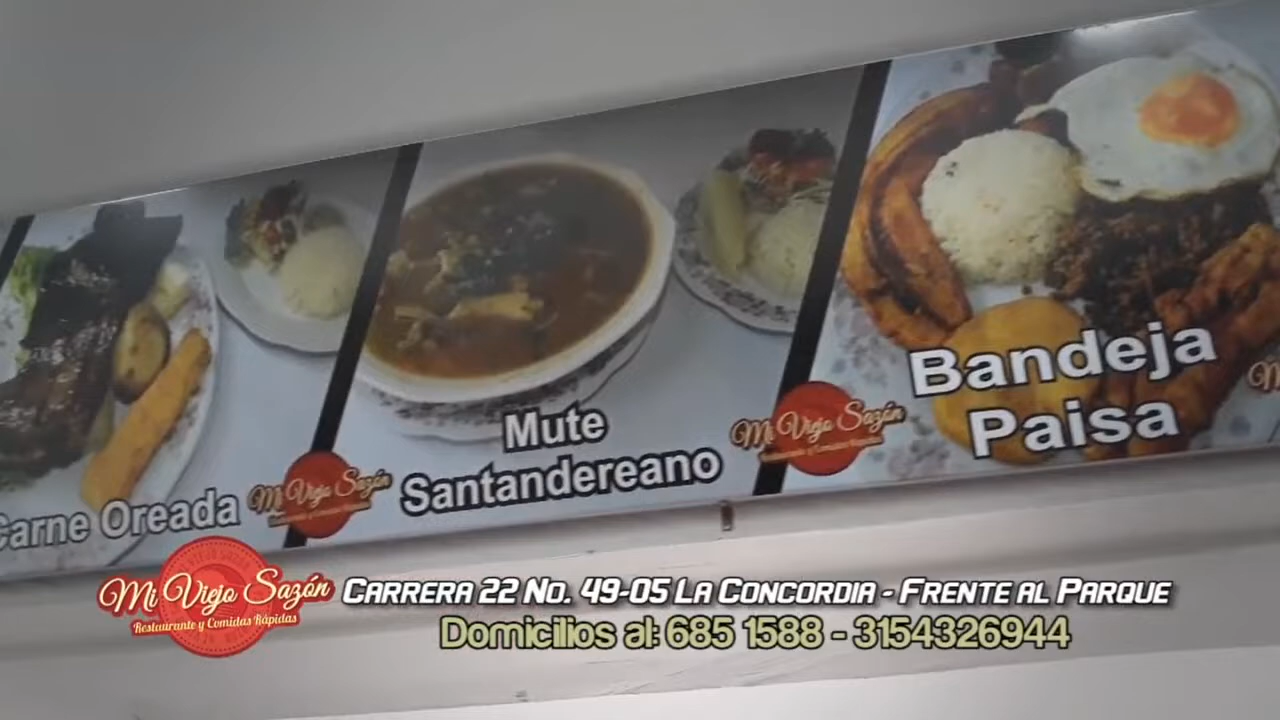 Bandeja
Paisa
Mi Viejo Sazón
Mute
Santandereano
Mi Viejo Sazón
Carne Oreada
Mi Viejo Sazón
Restaurante y Comidas Rápidas
CARRERA 22 NO. 49-05 LA CONCORDIA - FRENTE AL PARQUE
Domicilios al: 685 1588 - 3154326944